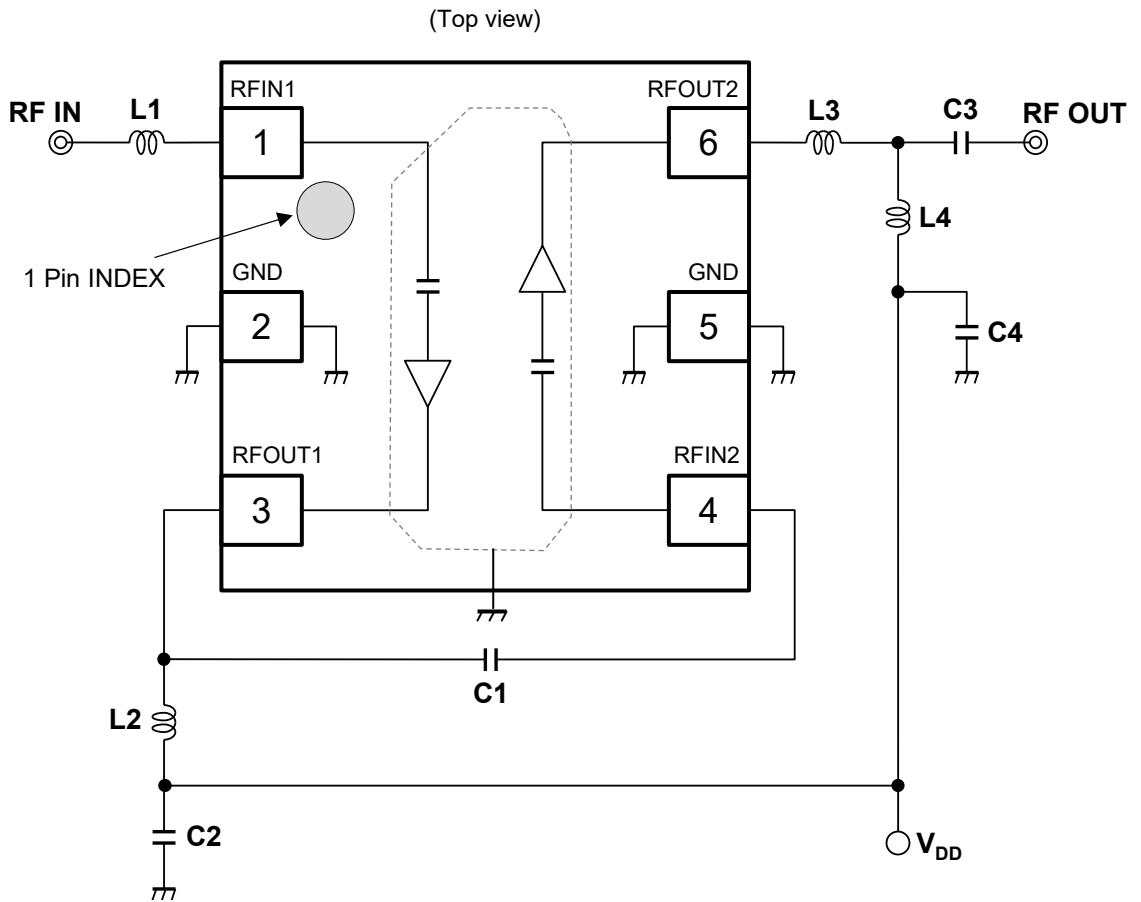 (Top view)
RFIN1
RFOUT2
RF IN
L1
1
6
L3
C3
RF OUT
L4
1 Pin INDEX
GND
GND
2
5
C4
RFOUT1
RFIN2
3
4
C1
L2
C2
VDD